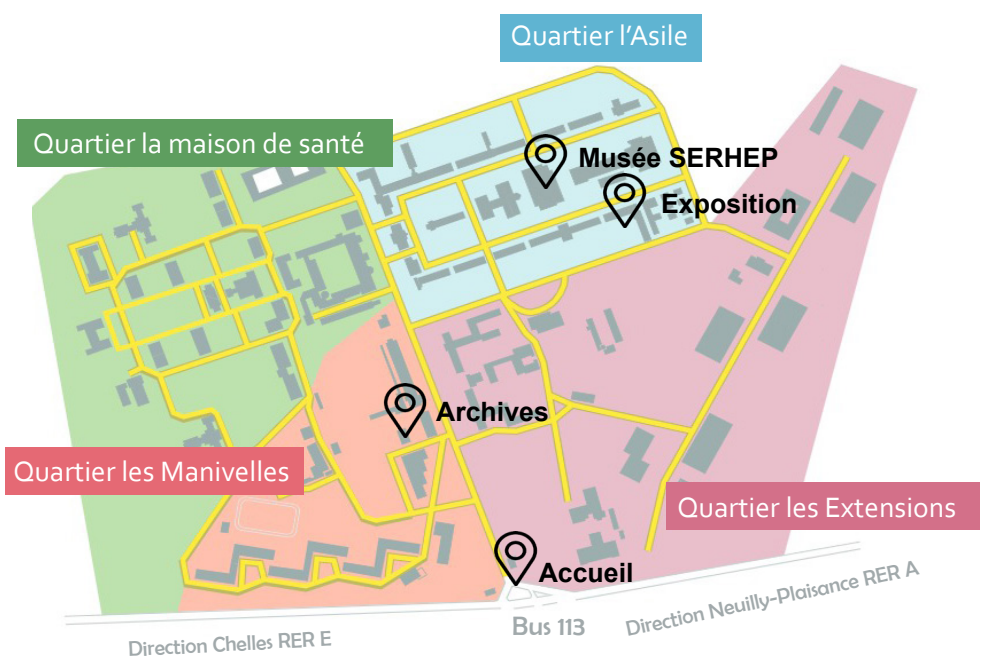 Quartier l'Asile
Quartier la maison de santé
Musée SERHEP
Exposition
Archives
Quartier les Manivelles
Quartier les Extensions
Accueil
Bus 113
Direction Neuilly-Plaisance RER A
Direction Chelles RER E